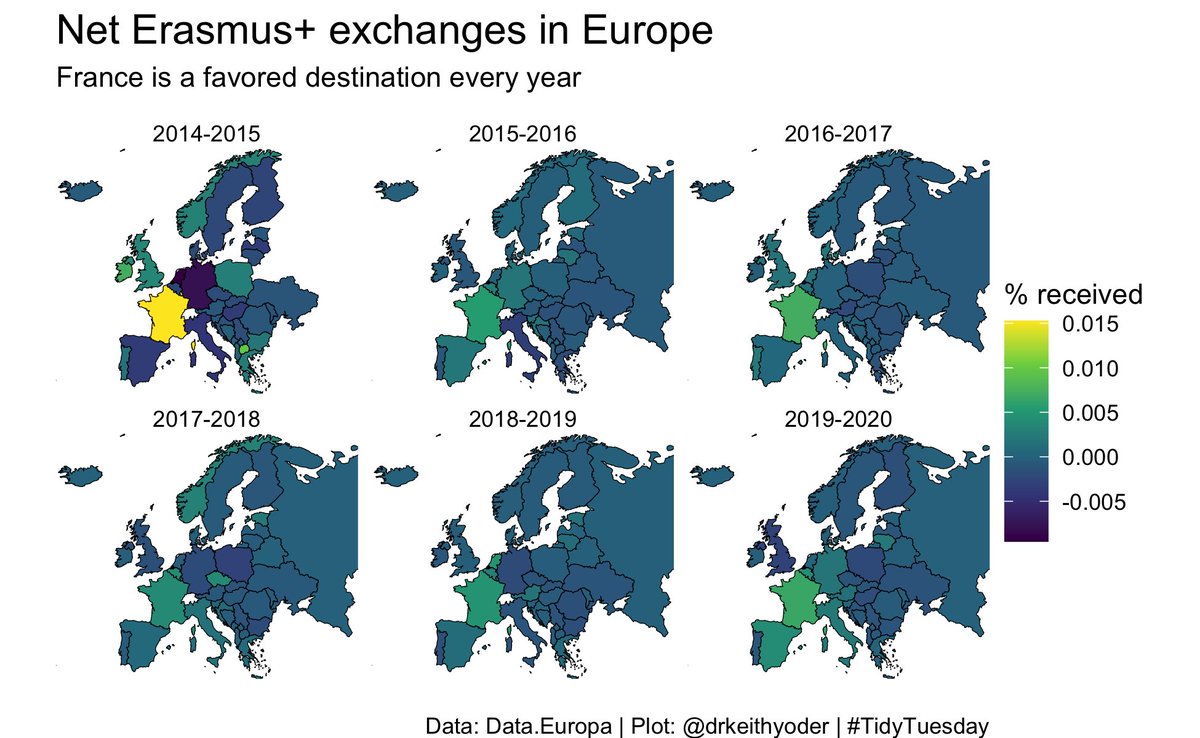 Net Erasmus+ exchanges in Europe
France is a favored destination every year
2014-2015
2015-2016
2016-2017
2017-2018
2018-2019
2019-2020
% received
0.015
0.010
0.005
0.000
-0.005
Data: Data.Europa | Plot: @drkeithyoder | #TidyTuesday